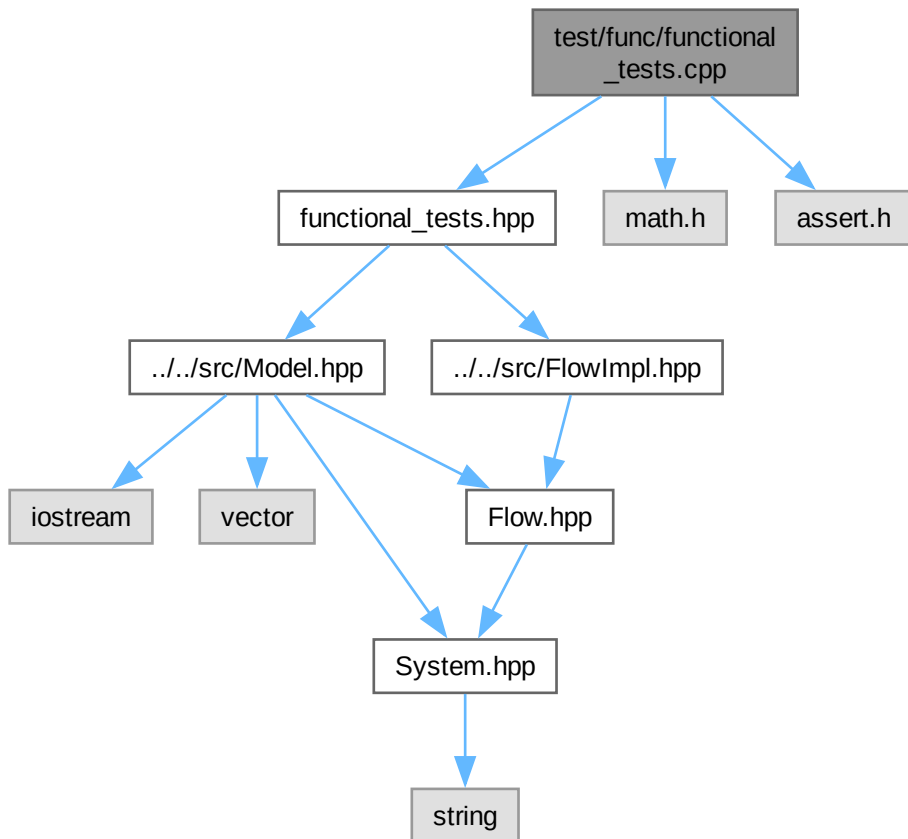 test/func/functional
_tests.cpp
functional_tests.hpp
math.h
assert.h
../../src/Model.hpp
../../src/FlowImpl.hpp
iostream
vector
Flow.hpp
System.hpp
string